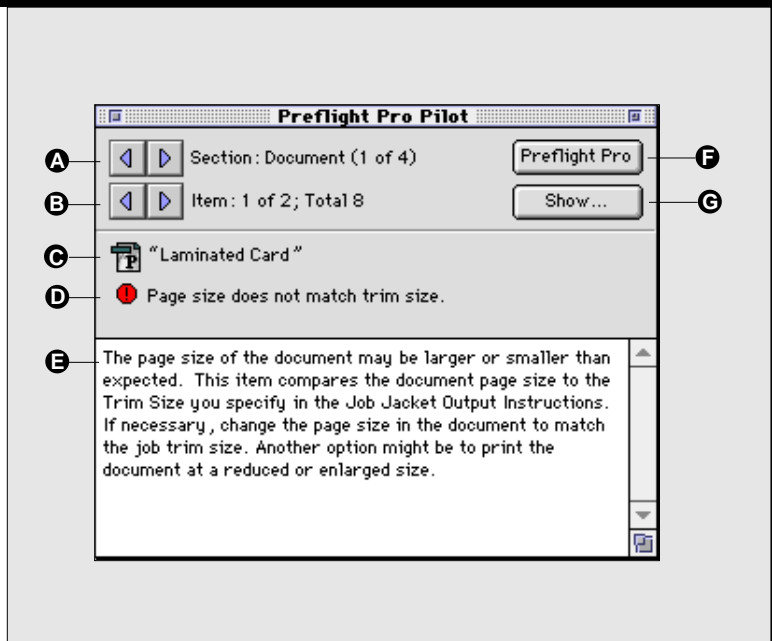 Preflight Pro Pilot
A Section: Document (1 of 4) Preflight Pro F
B Item: 1 of 2; Total 8 Show... G
C P "Laminated Card"
D ! Page size does not match trim size.
E The page size of the document may be larger or smaller than
expected. This item compares the document page size to the
Trim Size you specify in the Job Jacket Output Instructions.
If necessary, change the page size in the document to match
the job trim size. Another option might be to print the
document at a reduced or enlarged size.